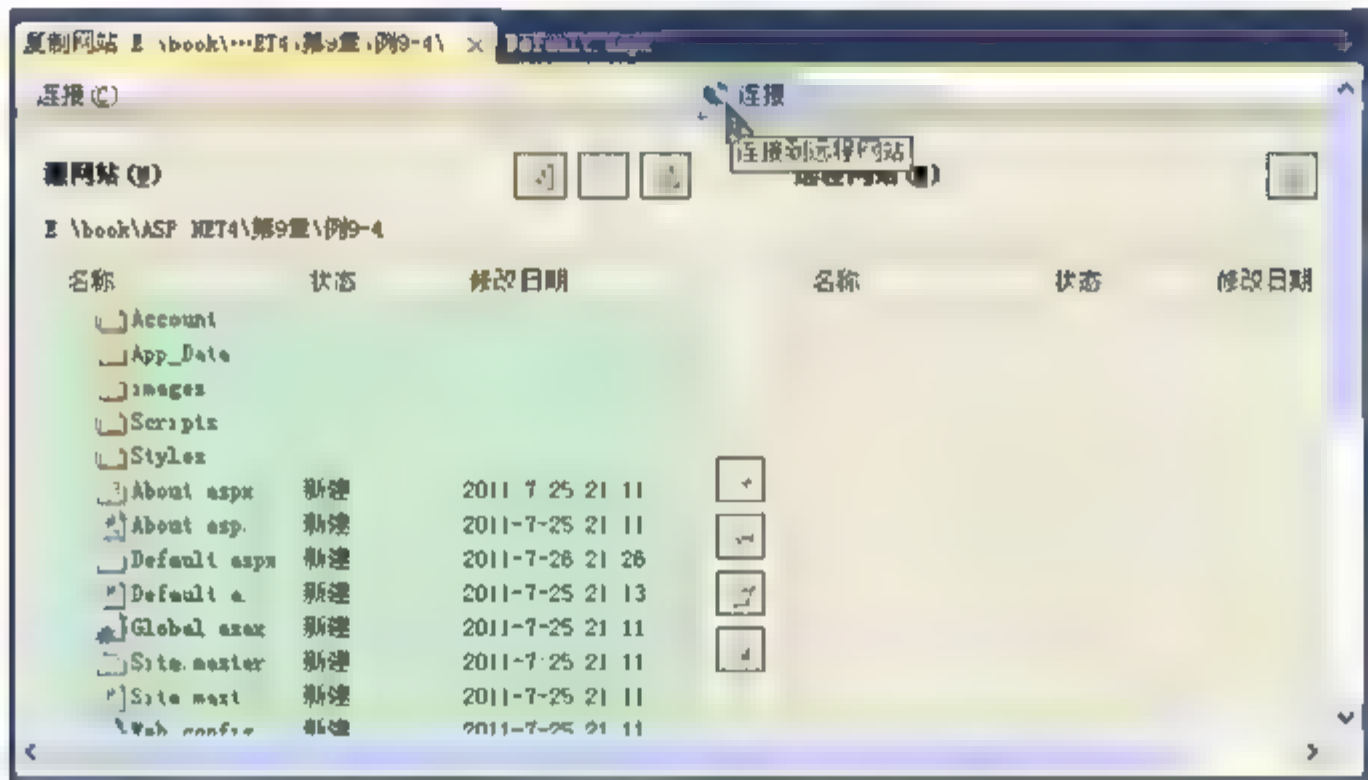 复制网站 E \book\…ET4\第9章\例9-4\ × Default.aspx
连接(C) 连接
连接到远程网站
源网站(W) 远程网站
E \book\ASP NET4\第9章\例9-4
名称 状态 修改日期 名称 状态 修改日期
Account
App_Data
images
Scripts
Styles
About aspx 新建 2011 7 25 21 11
About asp. 新建 2011-7-25 21 11
Default aspx 新建 2011-7-26 21 26
Default a 新建 2011-7-25 21 13
Global asax 新建 2011-7-25 21 11
Site.master 新建 2011-7-25 21 11
Site mast 新建 2011-7-25 21 11
Web config 新建 2011-7-25 21 11